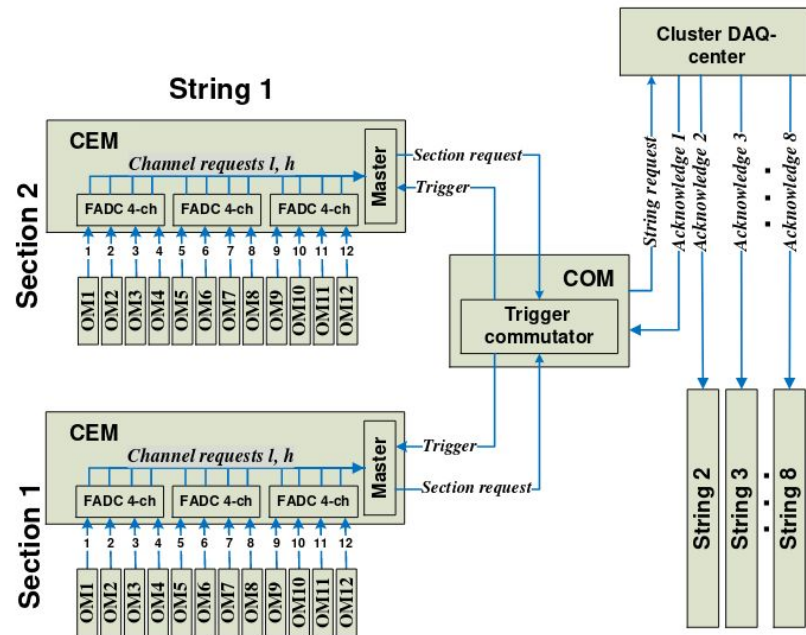 Cluster DAQ-
center
String 1
Section 2
CEM
Channel requests l, h
Master
FADC 4-ch
FADC 4-ch
FADC 4-ch
1 2 3 4 5 6 7 8 9 10 11 12
OM1 OM2 OM3 OM4 OM5 OM6 OM7 OM8 OM9 OM10 OM11 OM12
Section request
Trigger
COM
Trigger
commutator
String request
Acknowledge 1
Acknowledge 2
Acknowledge 3
Acknowledge 8
Section 1
CEM
Channel requests l, h
Master
FADC 4-ch
FADC 4-ch
FADC 4-ch
1 2 3 4 5 6 7 8 9 10 11 12
OM1 OM2 OM3 OM4 OM5 OM6 OM7 OM8 OM9 OM10 OM11 OM12
Trigger
Section request
String 2
String 3
String 8